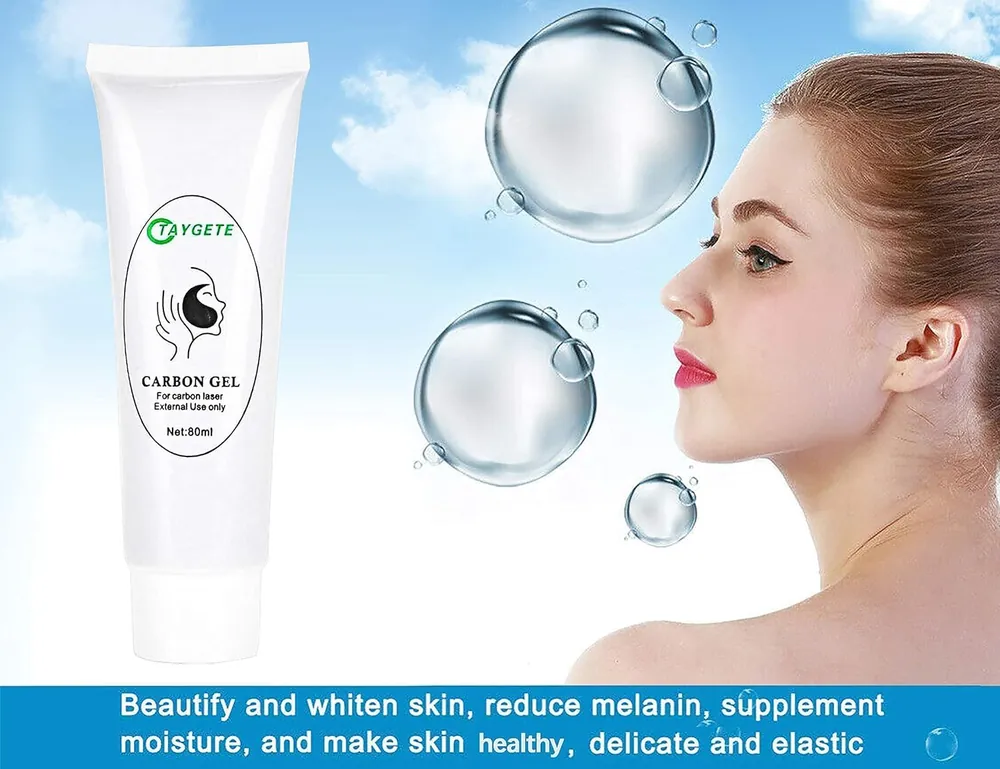 TAYGETE
CARBON GEL
For carbon laser
External Use only
Net:80ml
Beautify and whiten skin, reduce melanin, supplement
moisture, and make skin healthy, delicate and elastic